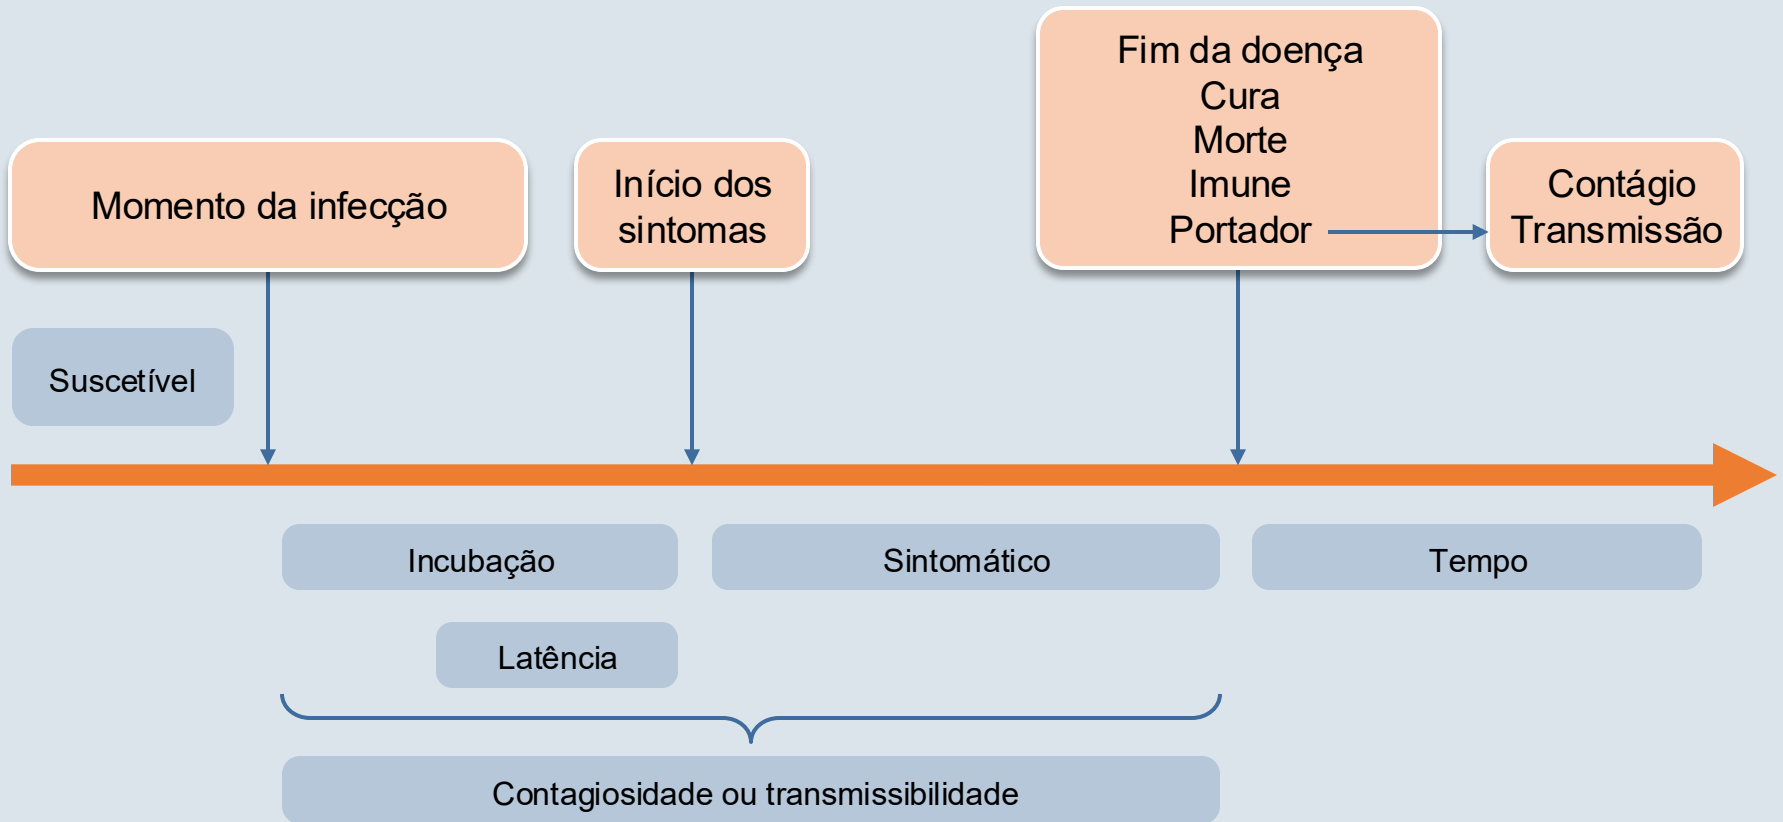 Fim da doença
Cura
Morte
Imune
Portador
Momento da infecção
Início dos
sintomas
Contágio
Transmissão
Suscetível
Incubação
Sintomático
Tempo
Latência
Contagiosidade ou transmissibilidade